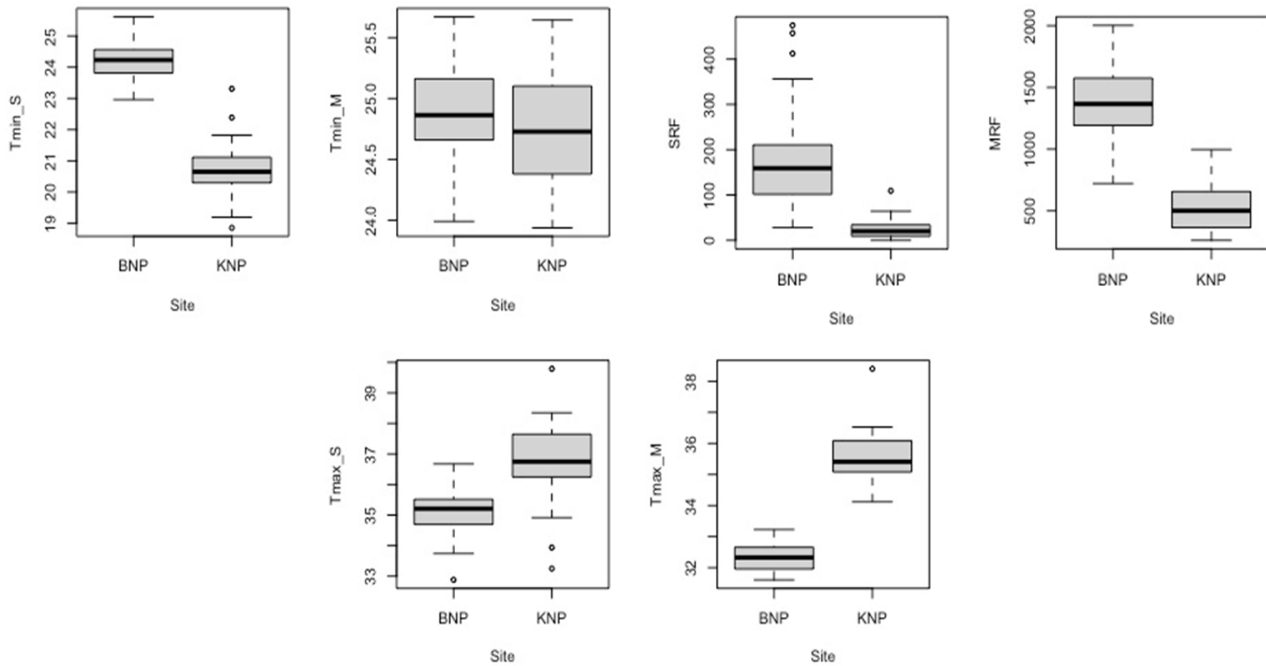 Tmin_S
25
24
23
22
21
20
19
BNP KNP
Site
Tmin_M
25.5
25.0
24.5
24.0
BNP KNP
Site
SRF
400
300
200
100
0
BNP KNP
Site
MRF
2000
1500
1000
500
BNP KNP
Site
Tmax_S
39
37
35
33
BNP KNP
Site
Tmax_M
38
36
34
32
BNP KNP
Site